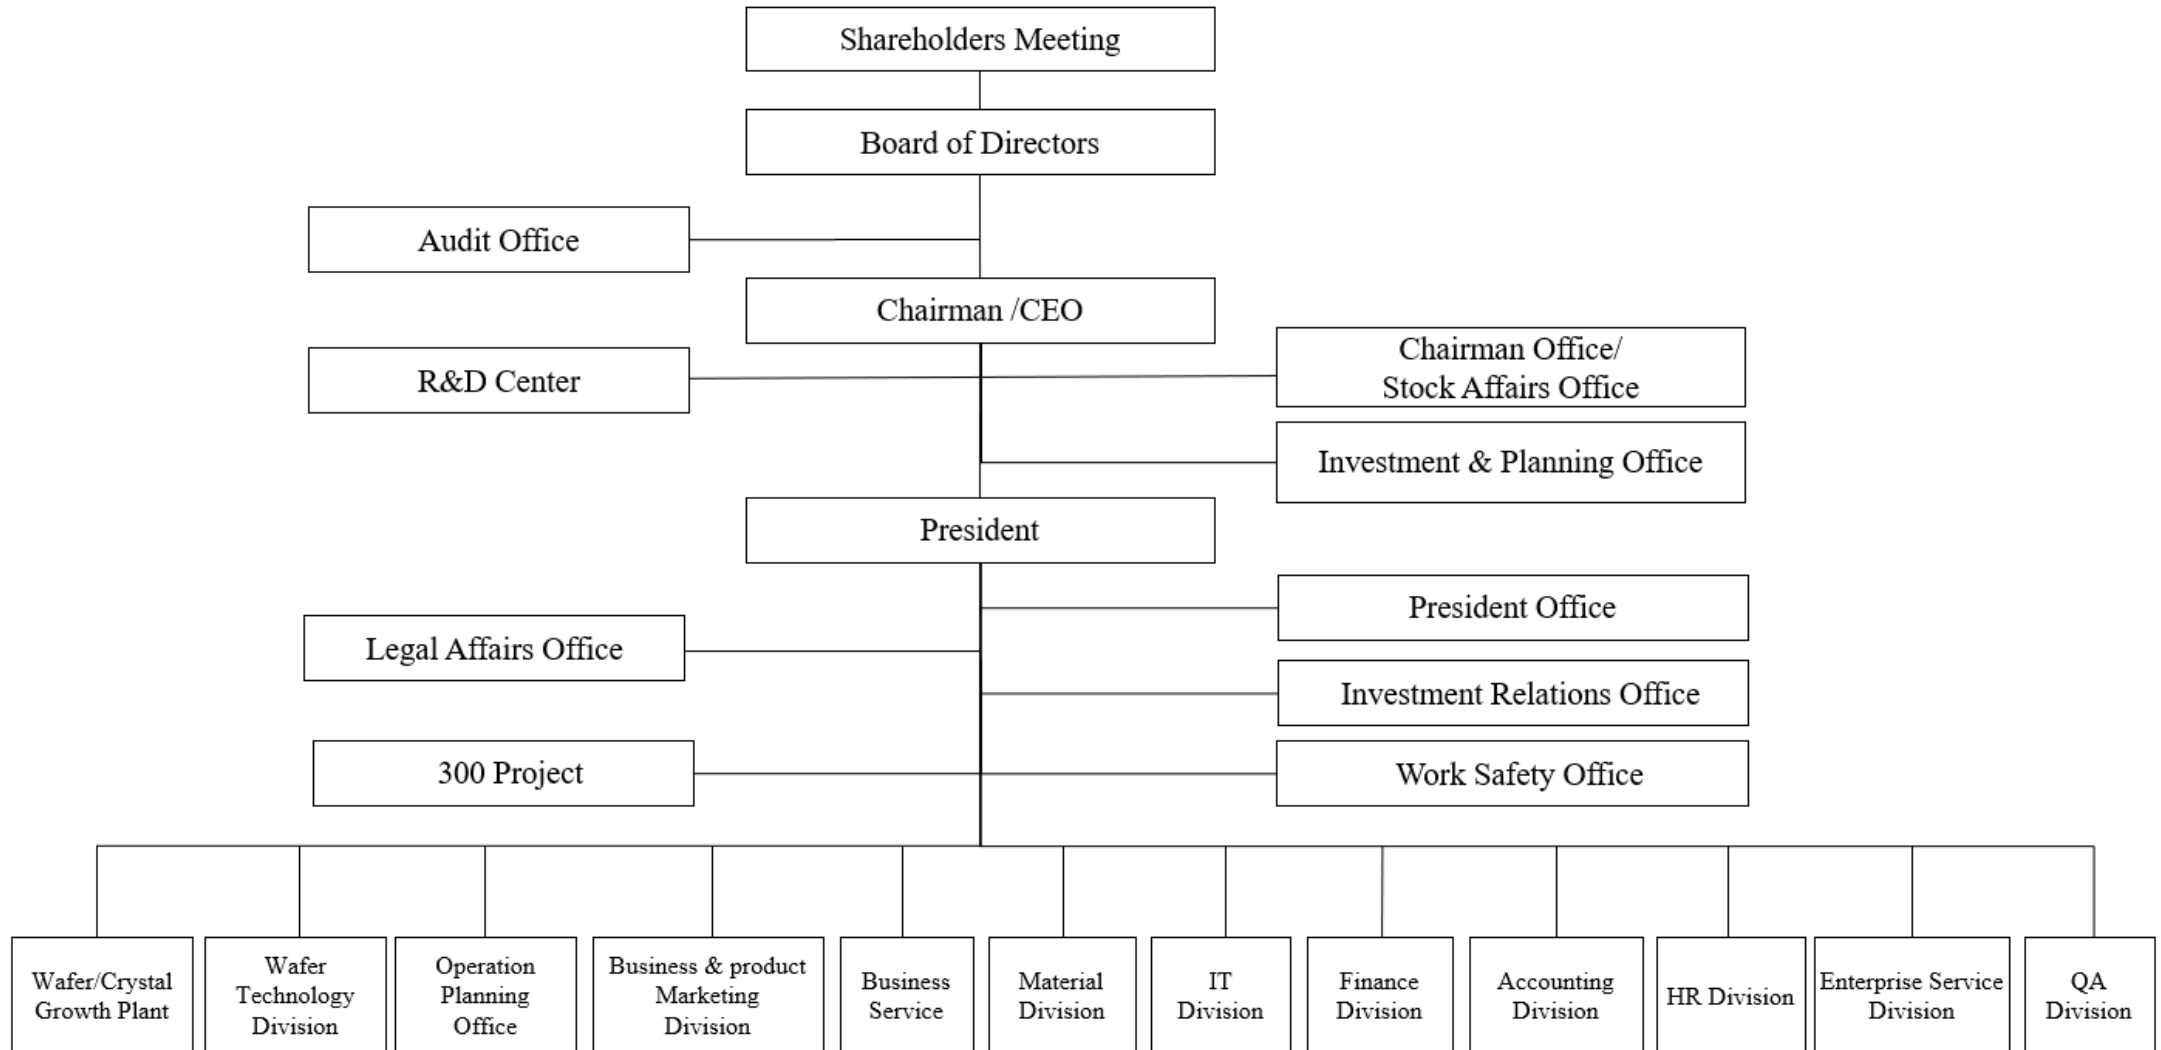 Shareholders Meeting
Board of Directors
Audit Office
Chairman /CEO
R&D Center
Chairman Office/
Stock Affairs Office
Investment & Planning Office
President
President Office
Legal Affairs Office
Investment Relations Office
300 Project
Work Safety Office
Wafer/Crystal
Growth Plant
Wafer
Technology
Division
Operation
Planning
Office
Business & product
Marketing
Division
Business
Service
Material
Division
IT
Division
Finance
Division
Accounting
Division
HR Division
Enterprise Service
Division
QA
Division